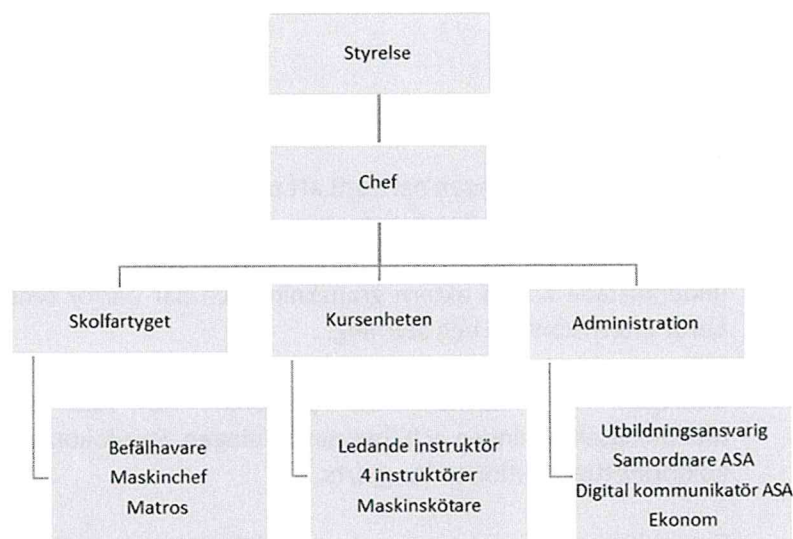 Styrelse
Chef
Skolfartyget
Kursenheten
Administration
Befälhavare
Maskinchef
Matros
Ledande instruktör
4 instruktörer
Maskinskötare
Utbildningsansvarig
Samordnare ASA
Digital kommunikatör ASA
Ekonom